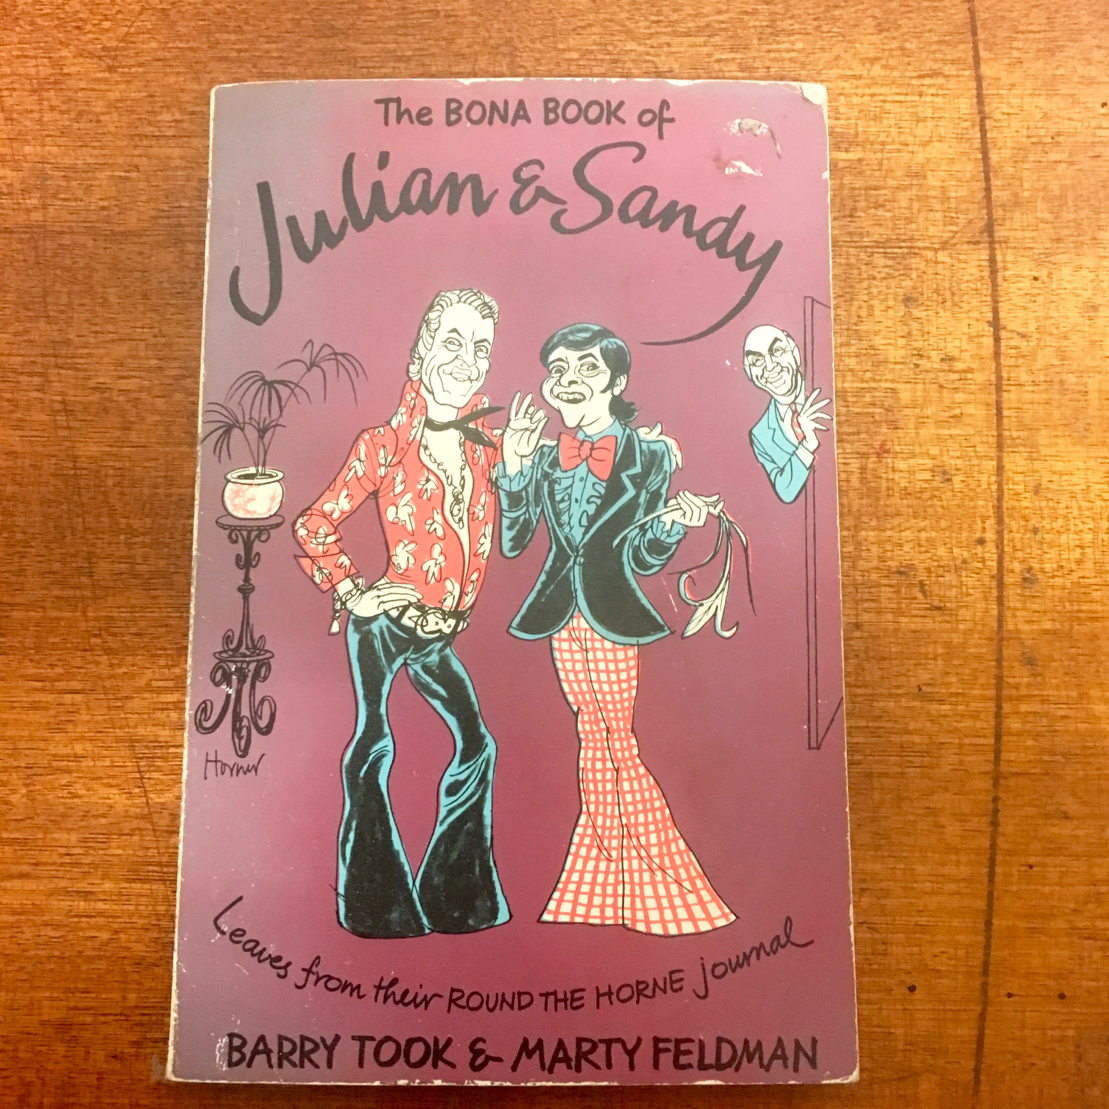 The BONA BOOK of
Julian & Sandy
Horner
Leaves from their ROUND THE HORNE journal
BARRY TOOK & MARTY FELDMAN